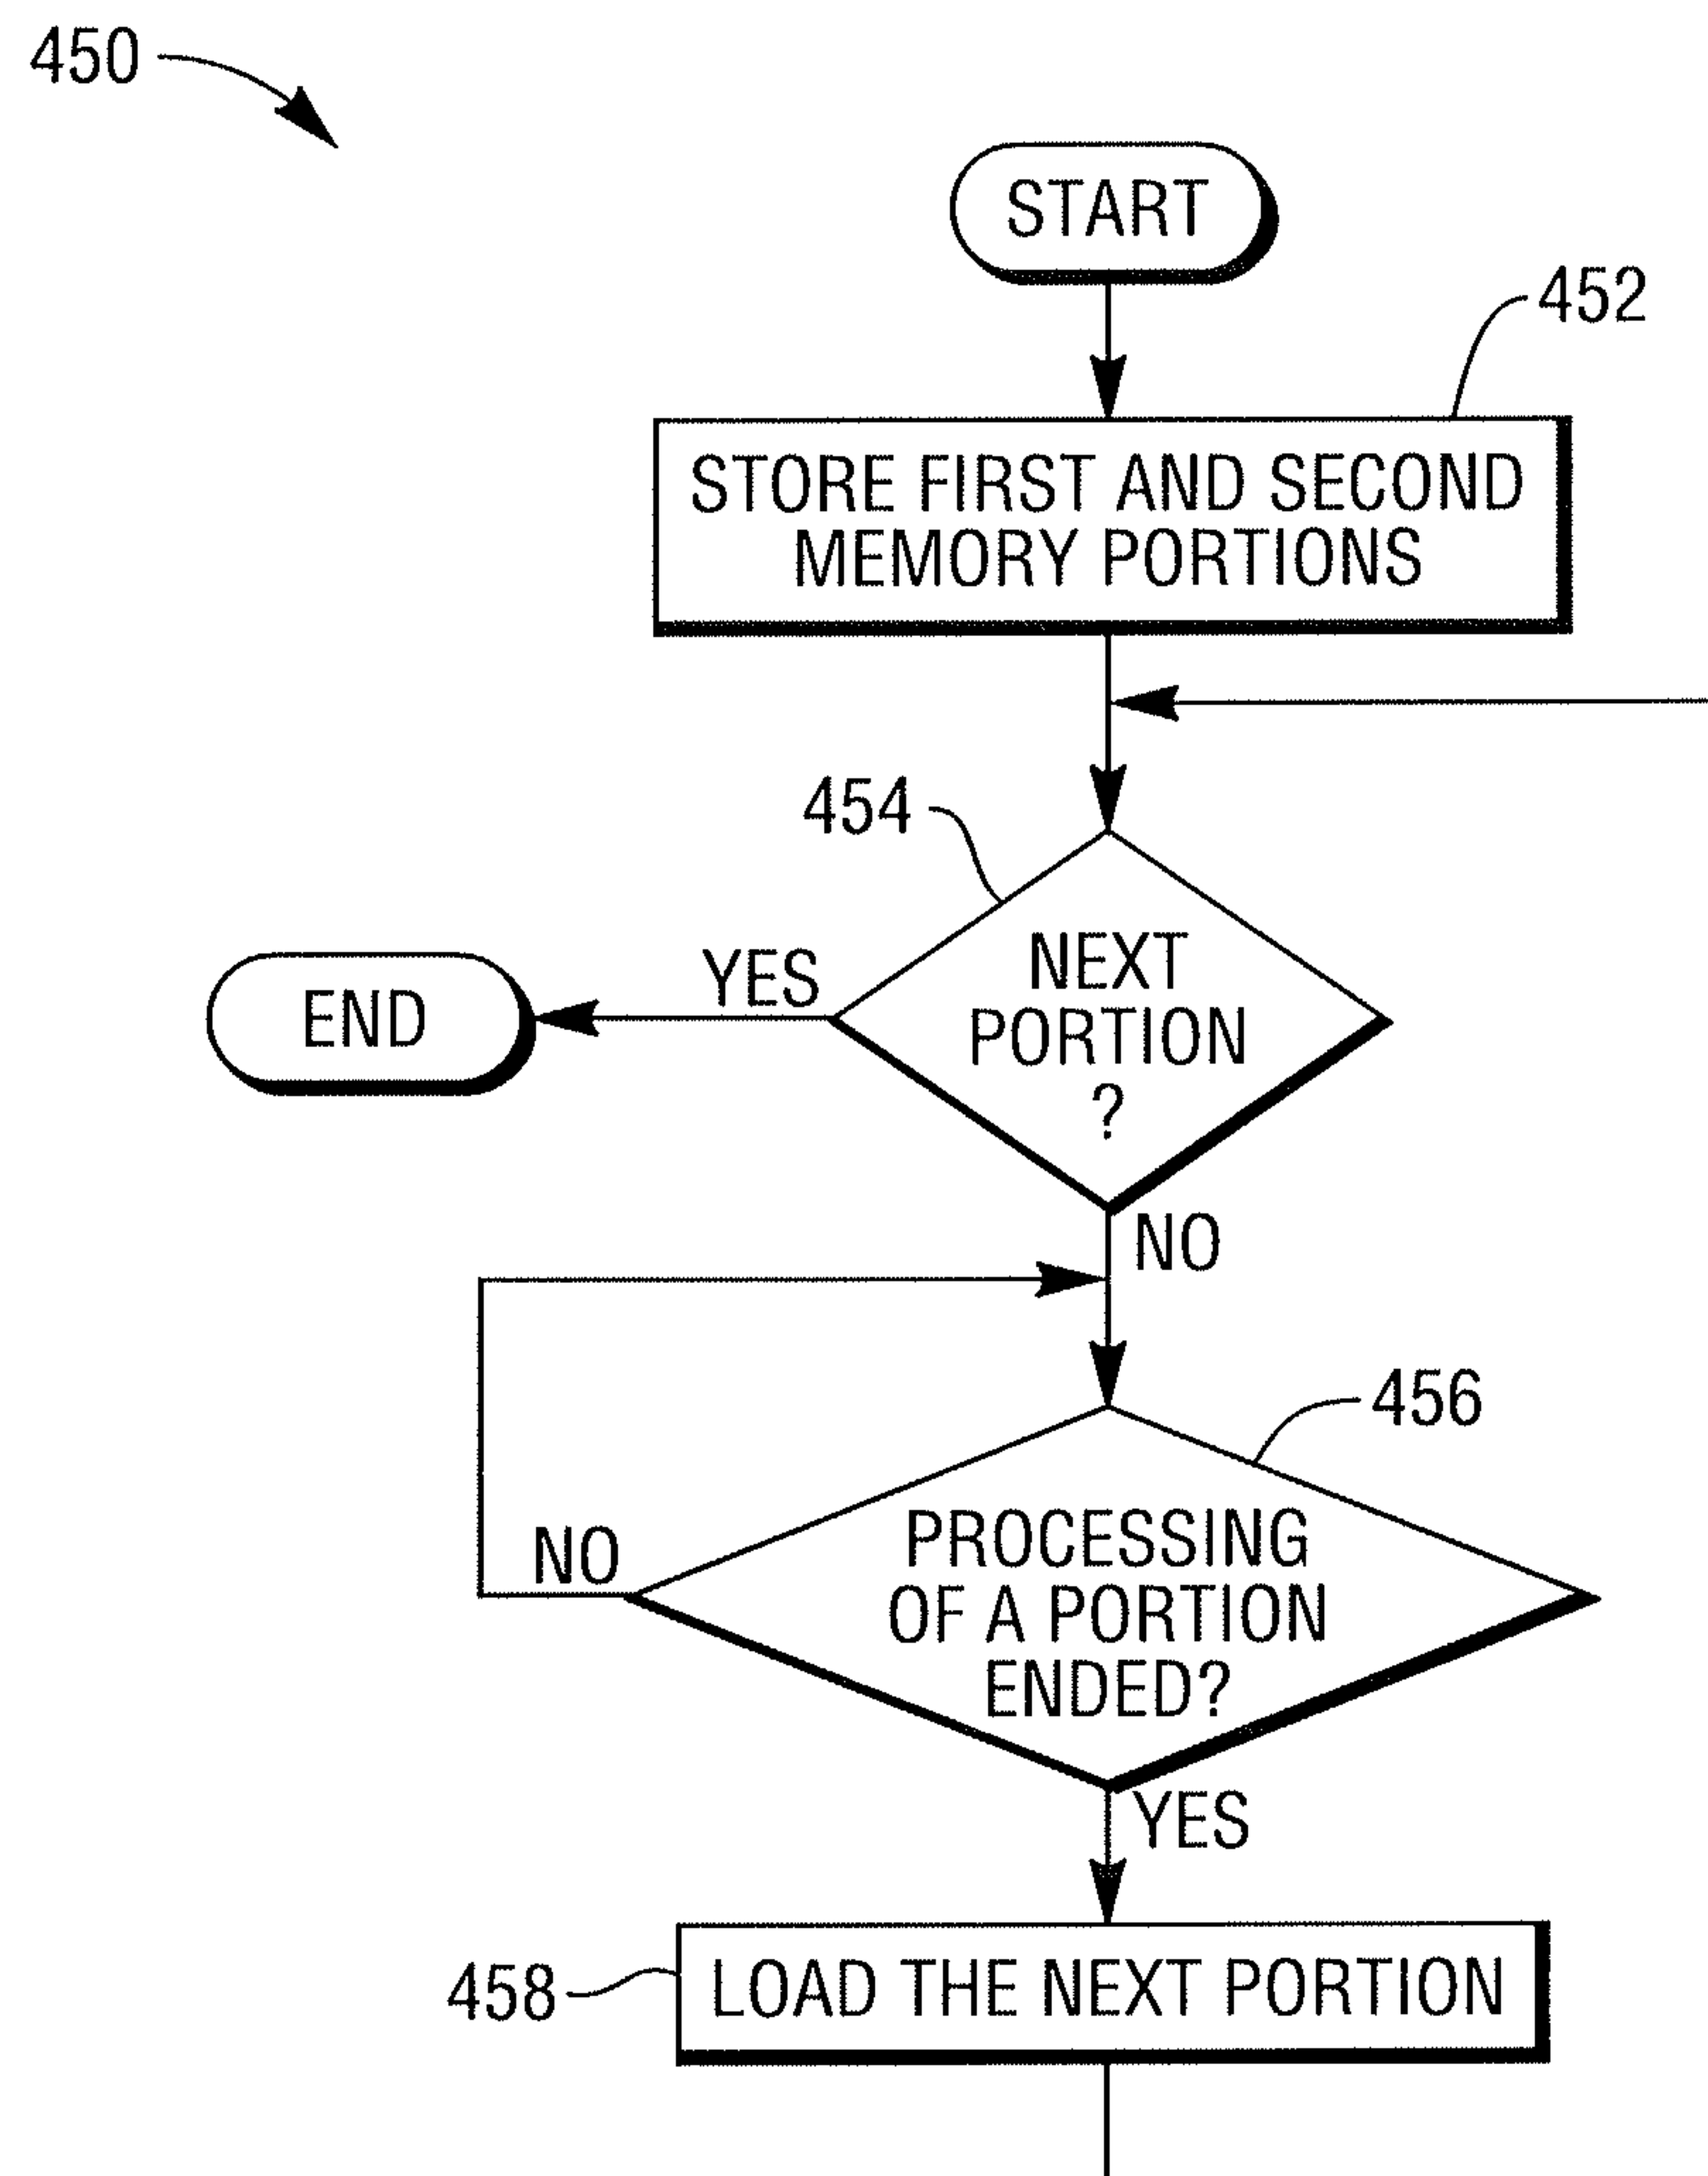 450
START
452
STORE FIRST AND SECOND
MEMORY PORTIONS
454
NEXT
PORTION
?
YES
END
NO
456
PROCESSING
OF A PORTION
ENDED?
NO
YES
458
LOAD THE NEXT PORTION